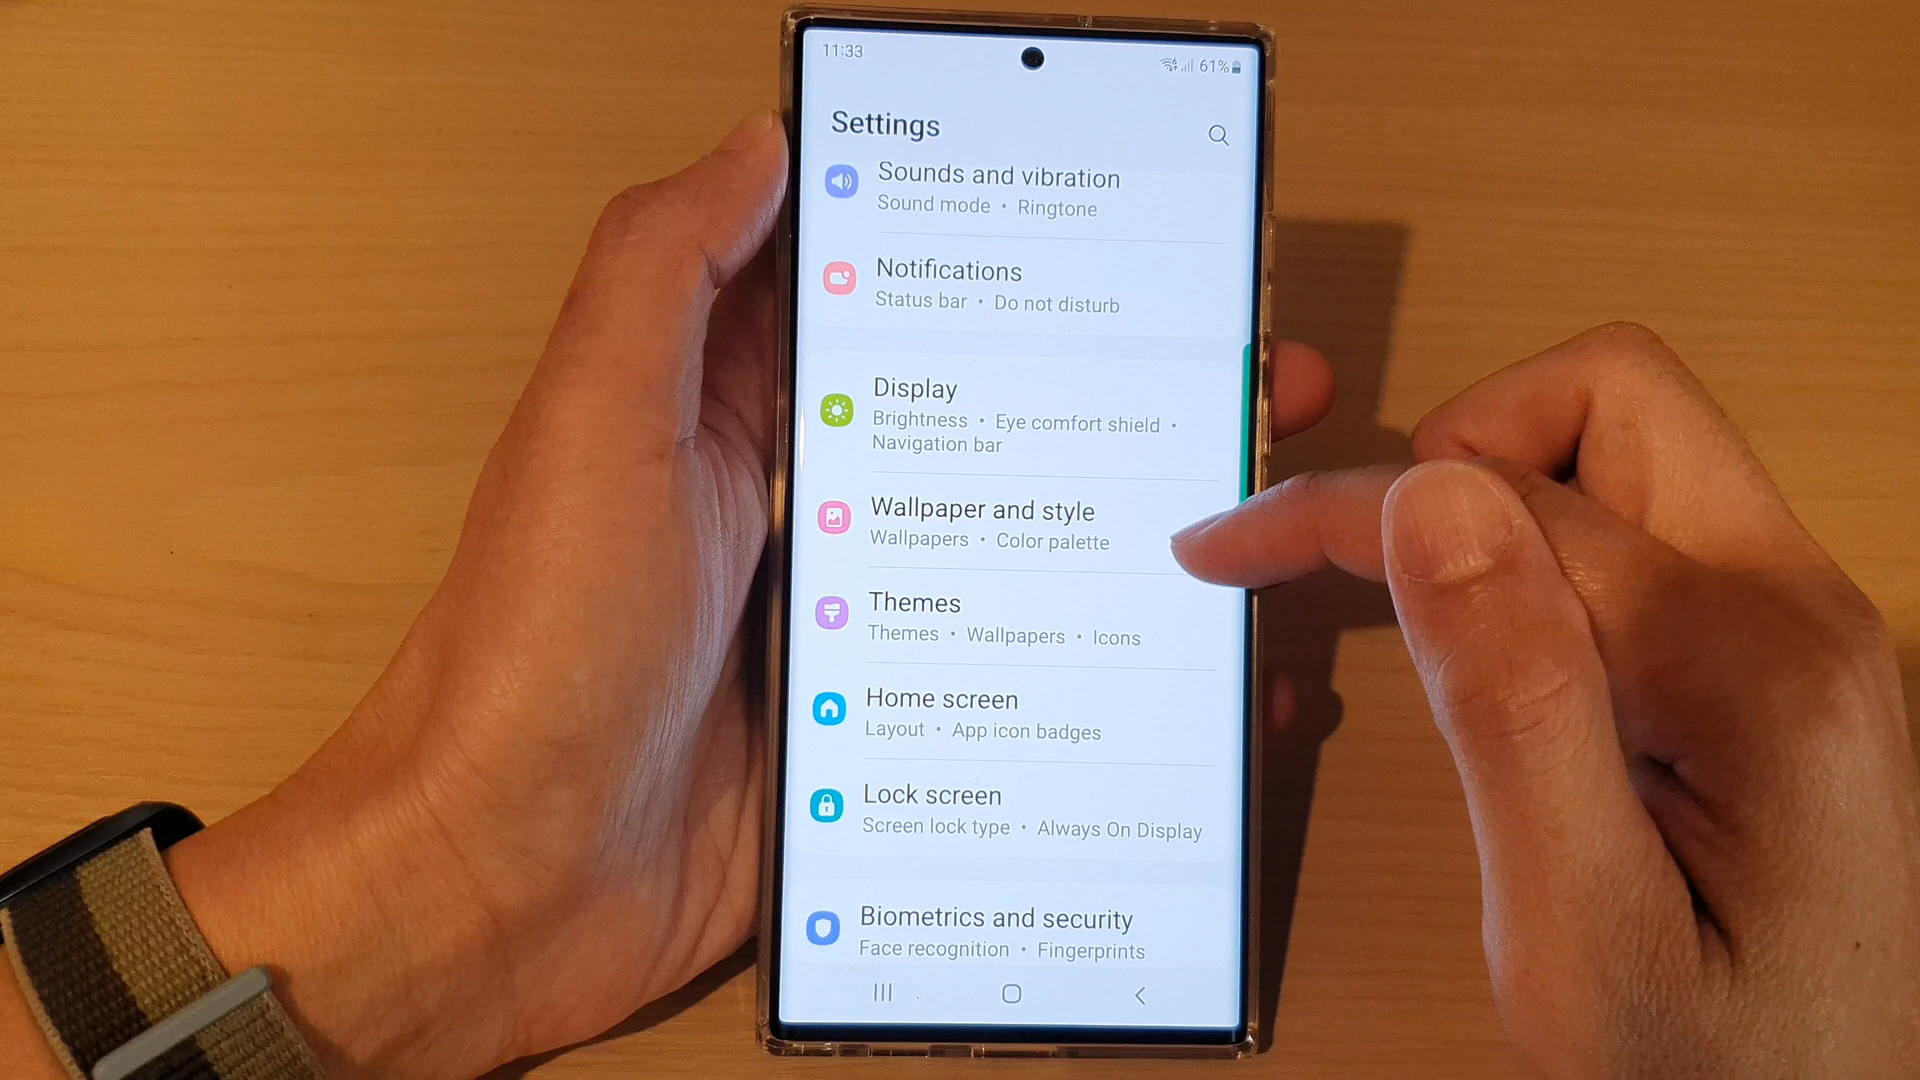 11:33
61%
Settings
Sounds and vibration
Sound mode • Ringtone
Notifications
Status bar • Do not disturb
Display
Brightness • Eye comfort shield •
Navigation bar
Wallpaper and style
Wallpapers • Color palette
Themes
Themes • Wallpapers • Icons
Home screen
Layout • App icon badges
Lock screen
Screen lock type • Always On Display
Biometrics and security
Face recognition • Fingerprints